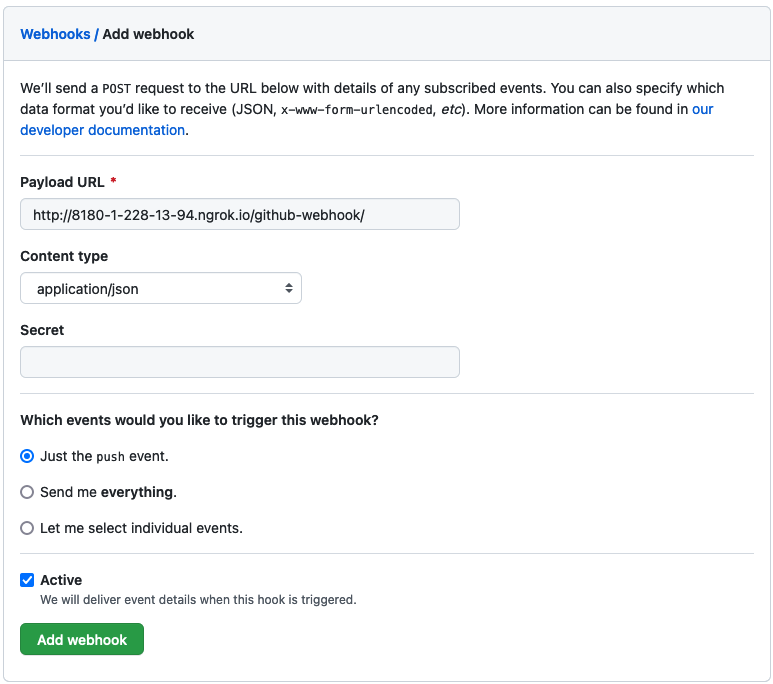 Webhooks / Add webhook
We’ll send a POST request to the URL below with details of any subscribed events. You can also specify which
data format you’d like to receive (JSON, x-www-form-urlencoded, etc). More information can be found in our
developer documentation.
Payload URL *
http://8180-1-228-13-94.ngrok.io/github-webhook/
Content type
application/json
Secret
Which events would you like to trigger this webhook?
Just the push event.
Send me everything.
Let me select individual events.
Active
We will deliver event details when this hook is triggered.
Add webhook